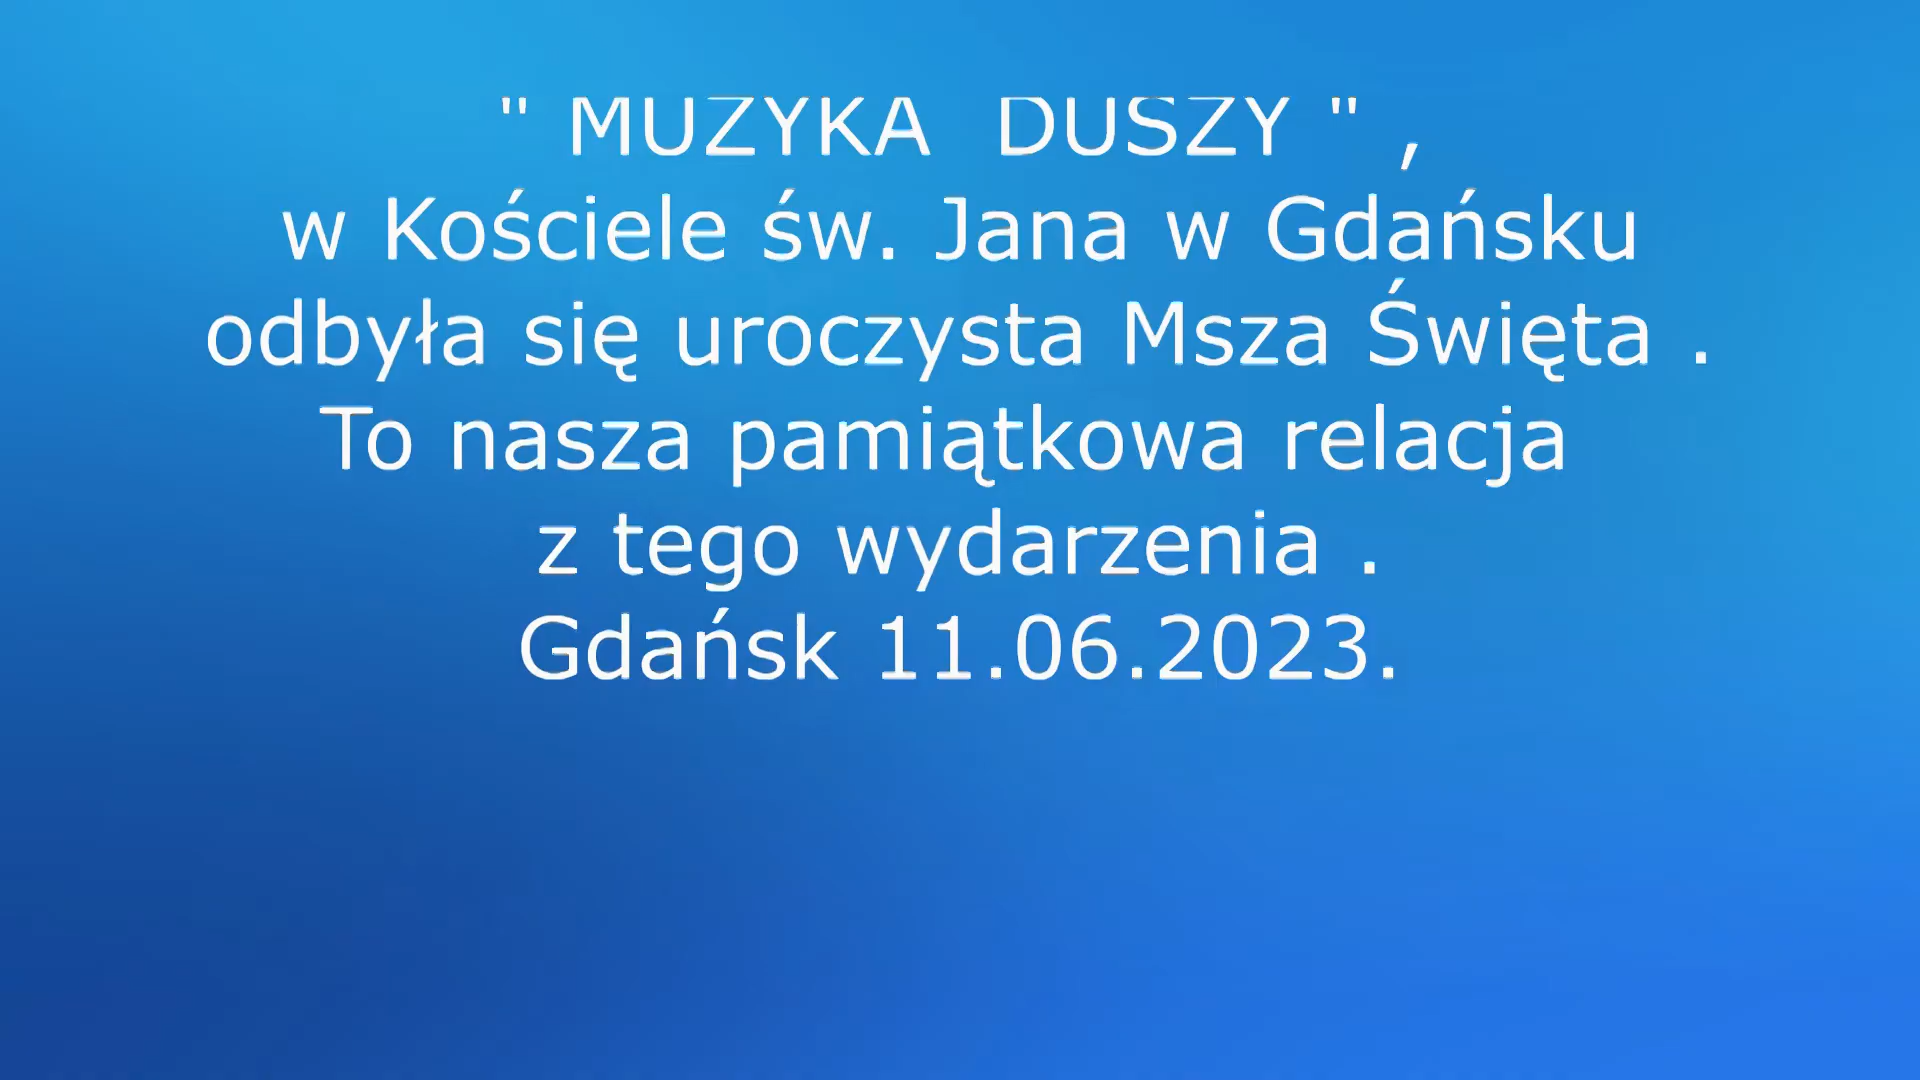 " MUZYKA  DUSZY " ,
w Kościele św. Jana w Gdańsku
odbyła się uroczysta Msza Święta .
To nasza pamiątkowa relacja
z tego wydarzenia .
Gdańsk 11.06.2023.